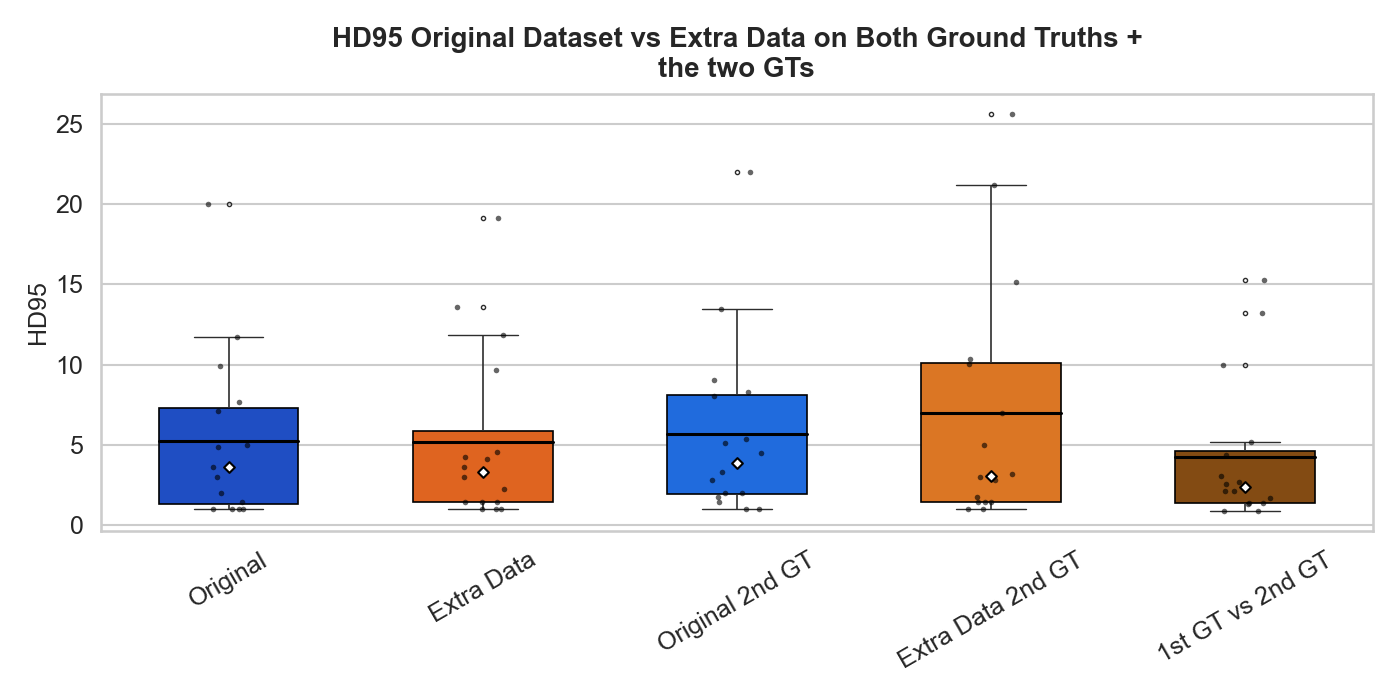 HD95 Original Dataset vs Extra Data on Both Ground Truths +
the two GTs
HD95
25
20
15
10
5
0
Original
Extra Data
Original 2nd GT
Extra Data 2nd GT
1st GT vs 2nd GT